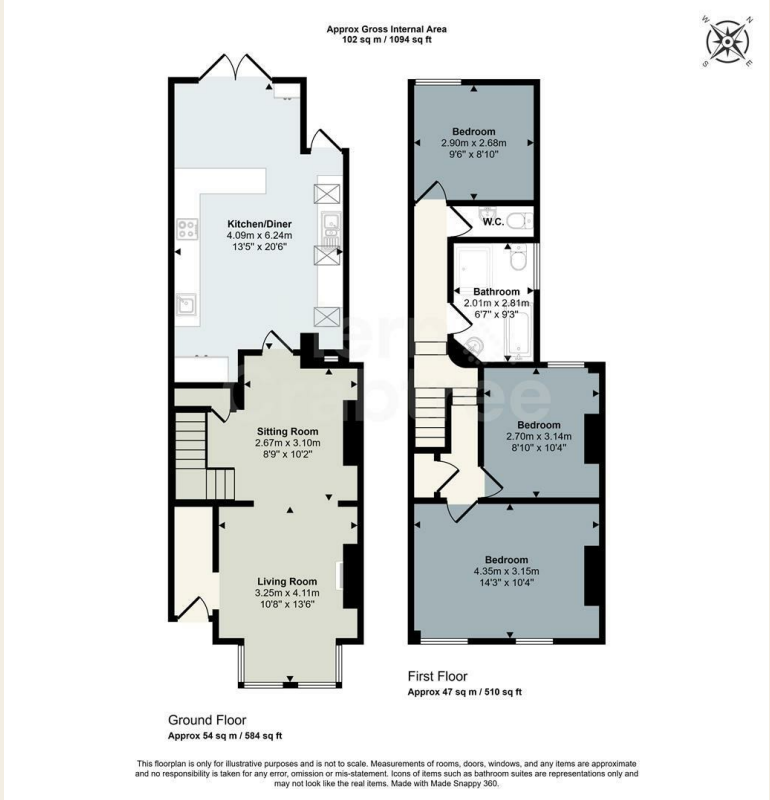 Approx Gross Internal Area
102 sq m / 1094 sq ft
N
E
S
W
Kitchen/Diner
4.09m x 6.24m
13'5" x 20'6"
Sitting Room
2.67m x 3.10m
8'9" x 10'2"
Living Room
3.25m x 4.11m
10'8" x 13'6"
Ground Floor
Approx 54 sq m / 584 sq ft
Bedroom
2.90m x 2.68m
9'6" x 8'10"
W.C.
Bathroom
2.01m x 2.81m
6'7" x 9'3"
Bedroom
2.70m x 3.14m
8'10" x 10'4"
Bedroom
4.35m x 3.15m
14'3" x 10'4"
First Floor
Approx 47 sq m / 510 sq ft
Crabtree
This floorplan is only for illustrative purposes and is not to scale. Measurements of rooms, doors, windows, and any items are approximate
and no responsibility is taken for any error, omission or mis-statement. Icons of items such as bathroom suites are representations only and
may not look like the real items. Made with Made Snappy 360.